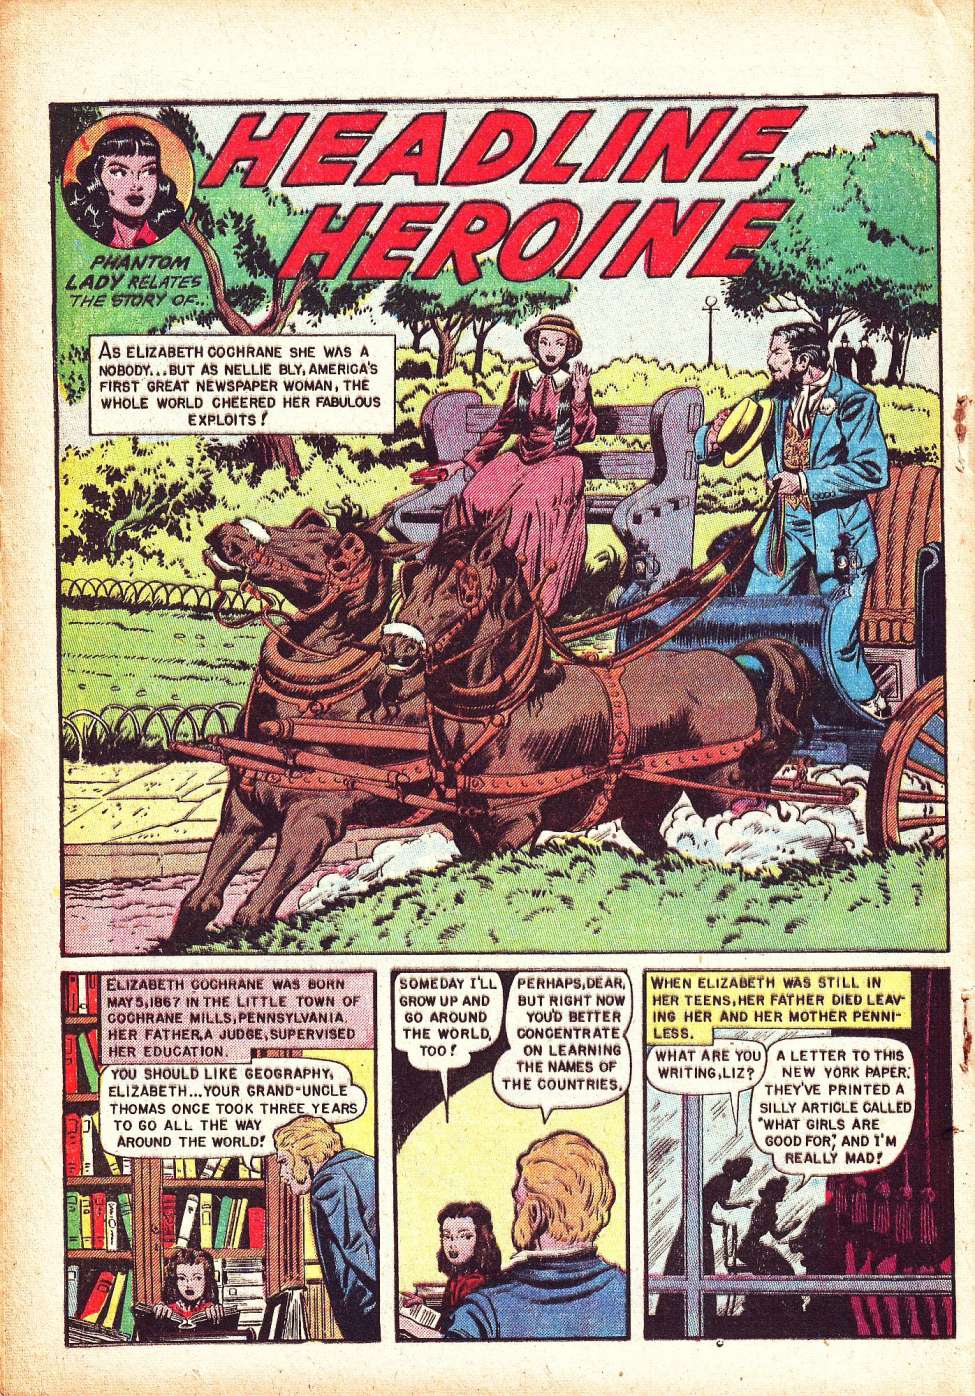 HEADLINE
HEROINE
PHANTOM
LADY RELATES
THE STORY OF...
AS ELIZABETH COCHRANE SHE WAS A
NOBODY...BUT AS NELLIE BLY, AMERICA'S
FIRST GREAT NEWSPAPER WOMAN, THE
WHOLE WORLD CHEERED HER FABULOUS
EXPLOITS!
ELIZABETH COCHRANE WAS BORN
MAY 5, 1867 IN THE LITTLE TOWN OF
COCHRANE MILLS, PENNSYLVANIA.
HER FATHER, A JUDGE, SUPERVISED
HER EDUCATION.
YOU SHOULD LIKE GEOGRAPHY,
ELIZABETH...YOUR GRAND-UNCLE
THOMAS ONCE TOOK THREE YEARS
TO GO ALL THE WAY
AROUND THE WORLD!
SOMEDAY I'LL
GROW UP AND
GO AROUND
THE WORLD,
TOO!
PERHAPS, DEAR,
BUT RIGHT NOW
YOU'D BETTER
CONCENTRATE
ON LEARNING
THE NAMES OF
THE COUNTRIES.
WHEN ELIZABETH WAS STILL IN
HER TEENS, HER FATHER DIED LEAV-
ING HER AND HER MOTHER PENNI-
LESS.
WHAT ARE YOU
WRITING, LIZ?
A LETTER TO THIS
NEW YORK PAPER.
THEY'VE PRINTED A
SILLY ARTICLE CALLED
"WHAT GIRLS ARE
GOOD FOR," AND I'M
REALLY MAD!